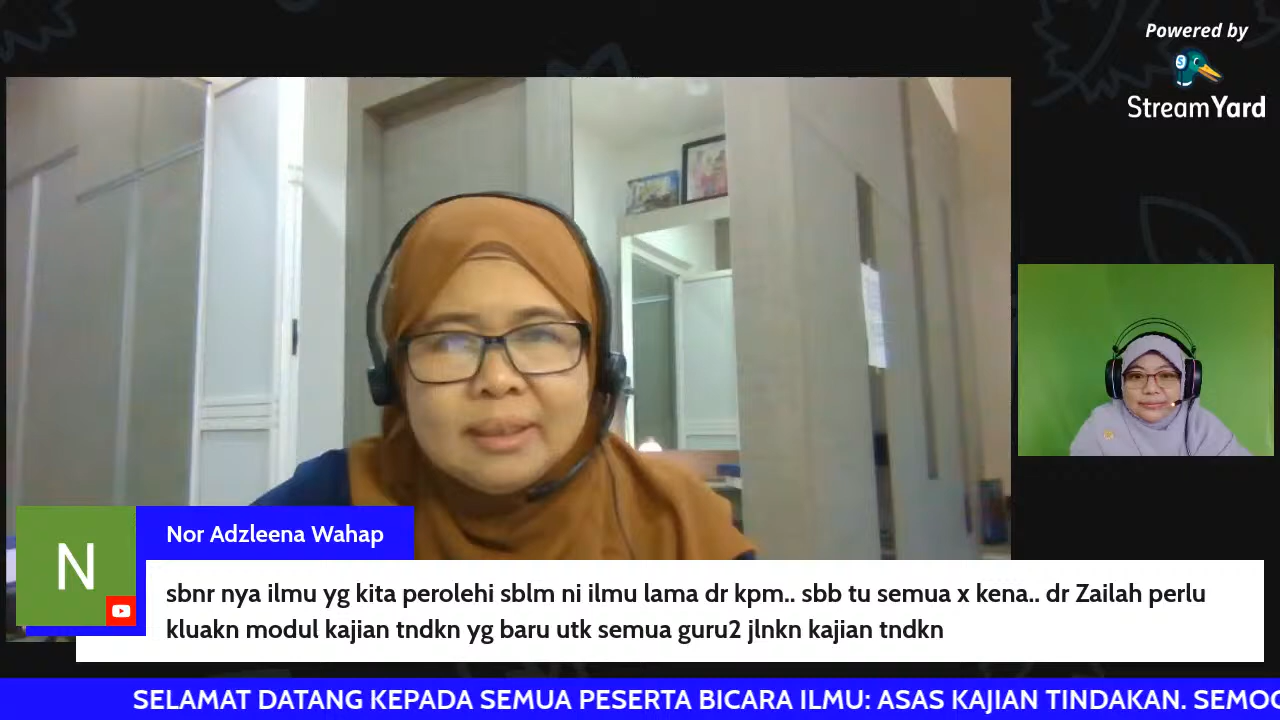 Powered by
StreamYard
N
Nor Adzleena Wahap
sbnr nya ilmu yg kita perolehi sblm ni ilmu lama dr kpm.. sbb tu semua x kena.. dr Zailah perlu
kluakn modul kajian tndkn yg baru utk semua guru2 jlnkn kajian tndkn
SELAMAT DATANG KEPADA SEMUA PESERTA BICARA ILMU: ASAS KAJIAN TINDAKAN. SEMOG